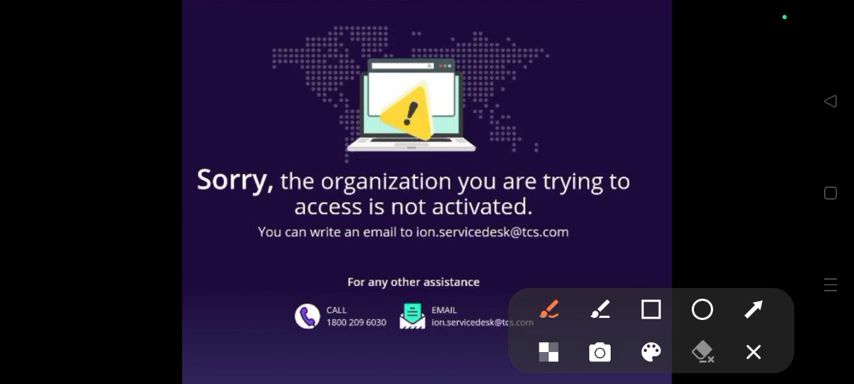 Sorry, the organization you are trying to
access is not activated.
You can write an email to ion.servicedesk@tcs.com
For any other assistance
CALL
1800 209 6030
EMAIL
ion.servicedesk@tcs.com